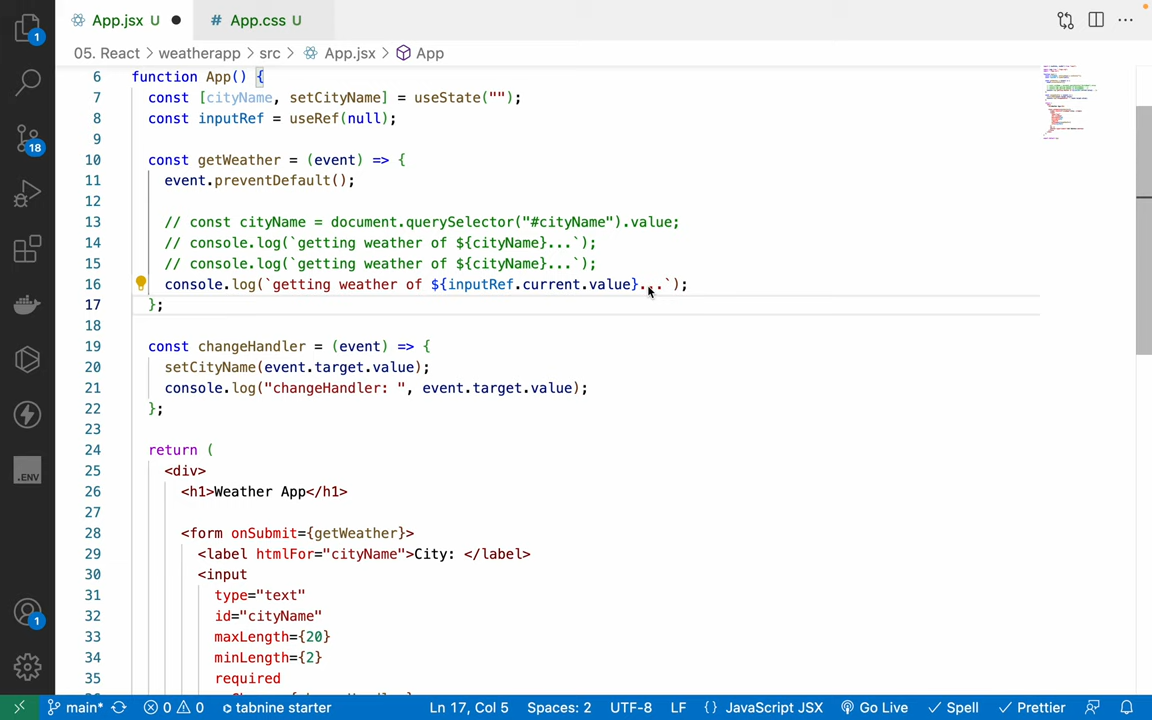 App.jsx U
# App.css U
05. React > weatherapp > src > App.jsx > App
6 function App() {
7 const [cityName, setCityName] = useState("");
8 const inputRef = useRef(null);
9
10 const getWeather = (event) => {
11 event.preventDefault();
12
13 // const cityName = document.querySelector("#cityName").value;
14 // console.log(`getting weather of ${cityName}...`);
15 // console.log(`getting weather of ${cityName}...`);
16 console.log(`getting weather of ${inputRef.current.value}...`);
17 };
18
19 const changeHandler = (event) => {
20 setCityName(event.target.value);
21 console.log("changeHandler: ", event.target.value);
22 };
23
24 return (
25 <div>
26 <h1>Weather App</h1>
27
28 <form onSubmit={getWeather}>
29 <label htmlFor="cityName">City: </label>
30 <input
31 type="text"
32 id="cityName"
33 maxLength={20}
34 minLength={2}
35 required
1
18
.ENV
1
main* 0 0 tabnine starter Ln 17, Col 5 Spaces: 2 UTF-8 LF {} JavaScript JSX Go Live Spell Prettier